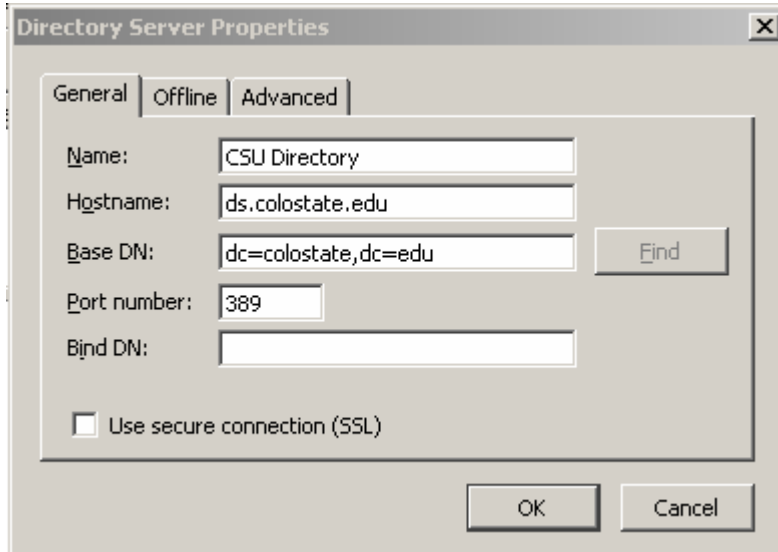 Directory Server Properties
General Offline Advanced
Name: CSU Directory
Hostname: ds.colostate.edu
Base DN: dc=colostate,dc=edu Find
Port number: 389
Bind DN:
Use secure connection (SSL)
OK Cancel